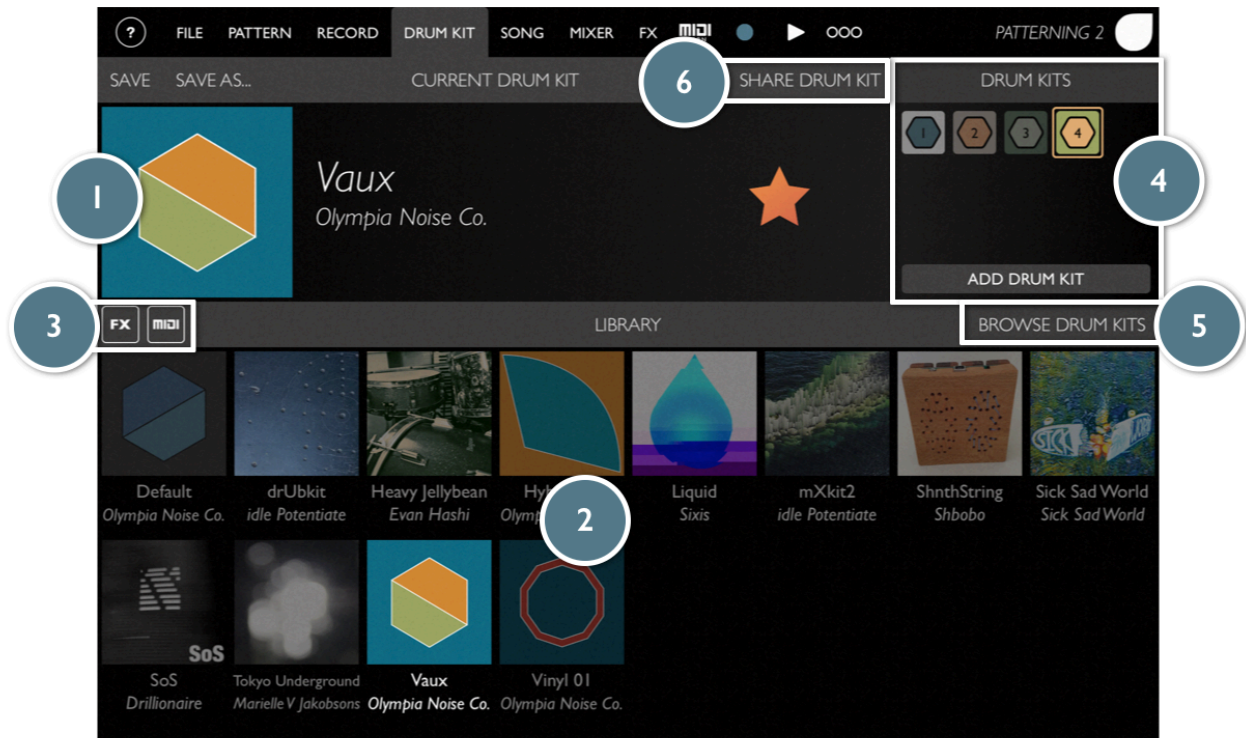 ? FILE PATTERN RECORD DRUM KIT SONG MIXER FX MIDI PATTERNING 2
SAVE SAVE AS... CURRENT DRUM KIT 6 SHARE DRUM KIT DRUM KITS
1 2 3 4
4
1
Vaux
Olympia Noise Co.
ADD DRUM KIT
3 FX MIDI LIBRARY BROWSE DRUM KITS 5
SICK
Default drUbkit Heavy Jellybean Liquid mXkit2 ShnthString Sick Sad World
Olympia Noise Co. idle Potentiate Evan Hashi Sixis idle Potentiate Shbobo Sick Sad World
2
SoS
SoS Tokyo Underground Vaux Vinyl 01
Drillionaire Marielle V Jakobsons Olympia Noise Co. Olympia Noise Co.